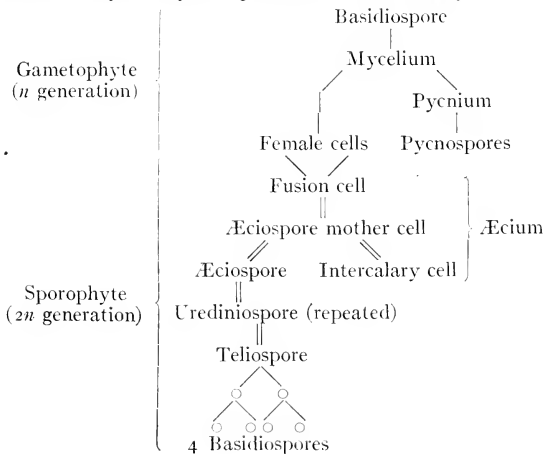 Basidiospore
Mycelium
Gametophyte
(n generation)
Pycnium
Female cells Pycnospores
Fusion cell
Æciospore mother cell
Æcium
Æciospore Intercalary cell
Sporophyte
(2n generation)
Urediniospore (repeated)
Teliospore
4 Basidiospores